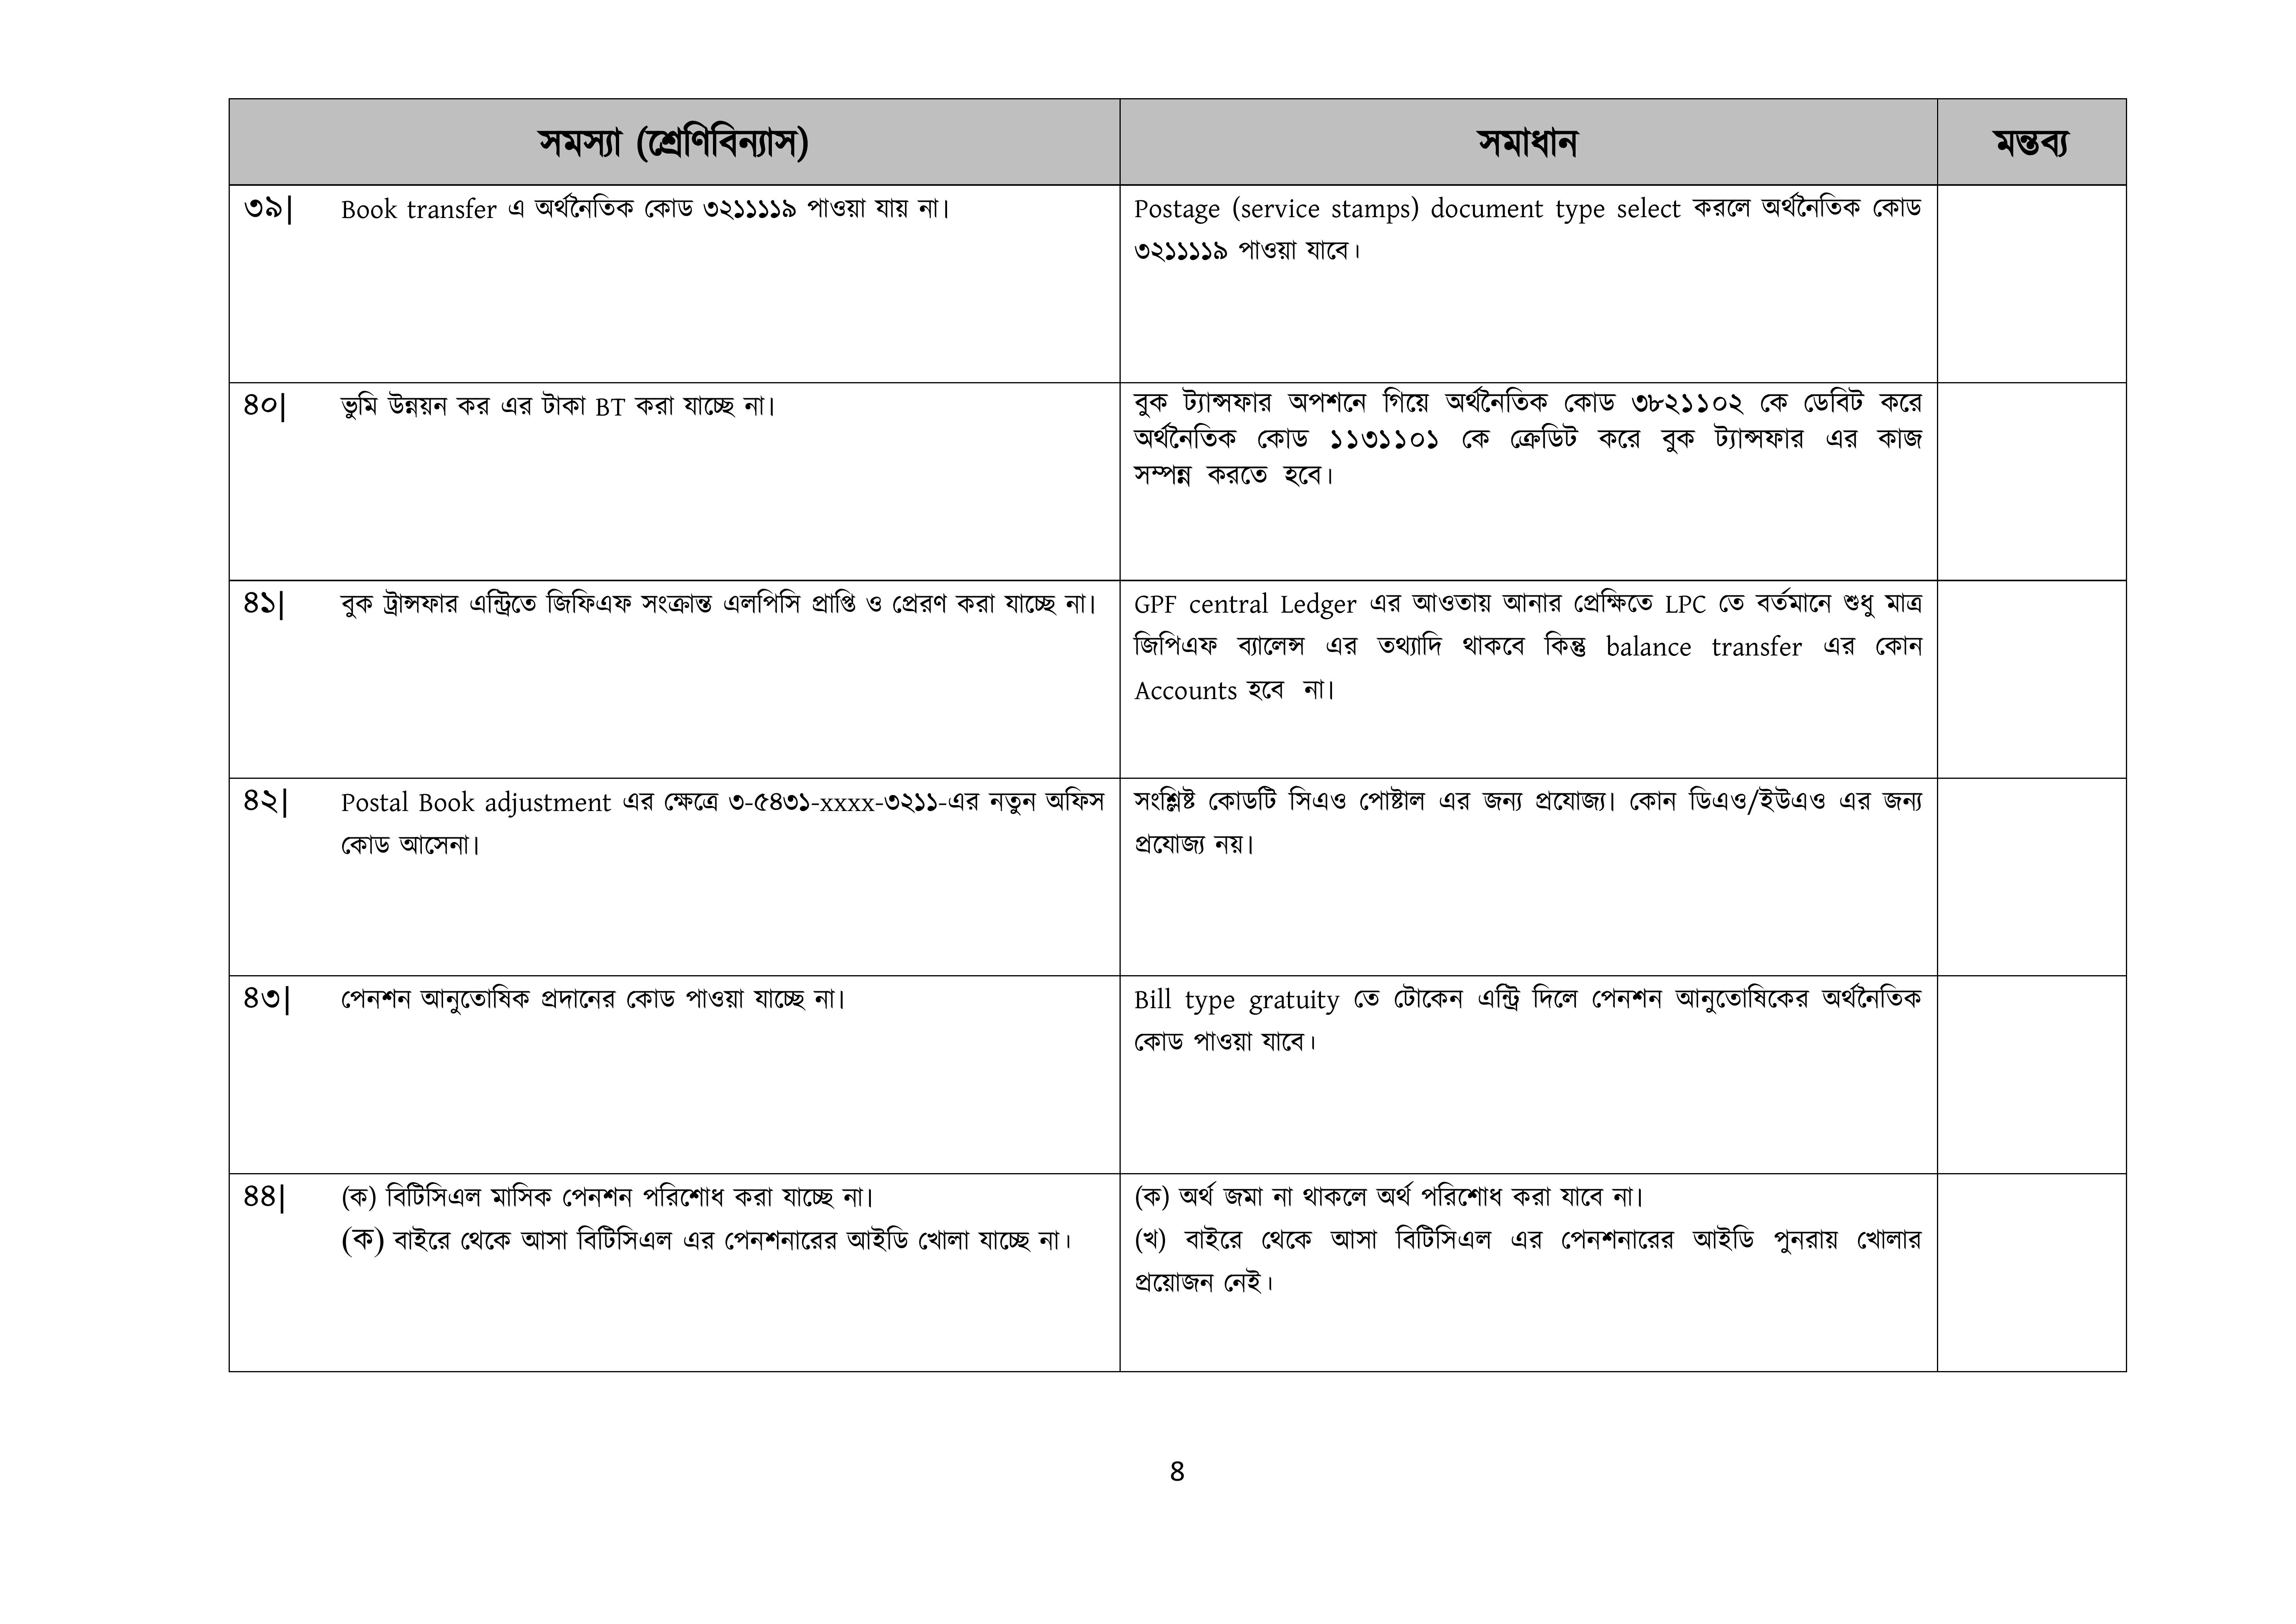 সমস্যা (শ্রেণিবিন্যাস)
সমাধান
মন্তব্য
৩৯| Book transfer এ অর্থনৈতিক কোড ৩২১১১১৯ পাওয়া যায় না।
Postage (service stamps) document type select করলে অর্থনৈতিক কোড
৩২১১১১৯ পাওয়া যাবে।
৪০| ভুমি উন্নয়ন কর এর টাকা BT করা যাচ্ছে না।
বুক ট্যান্সফার অপশনে গিয়ে অর্থনৈতিক কোড ৩৮২১১০২ কে ডেবিট করে
অর্থনৈতিক কোড ১১৩১১০১ কে ক্রেডিট করে বুক ট্যান্সফার এর কাজ
সম্পন্ন করতে হবে।
৪১| বুক ট্রান্সফার এন্ট্রিতে জিফিএফ সংক্রান্ত এলপিসি প্রাপ্তি ও প্রেরণ করা যাচ্ছে না।
GPF central Ledger এর আওতায় আনার প্রেক্ষিতে LPC তে বর্তমানে শুধু মাত্র
জিপিএফ ব্যালেন্স এর তথ্যাদি থাকবে কিন্তু balance transfer এর কোন
Accounts হবে না।
৪২| Postal Book adjustment এর ক্ষেত্রে ৩-৫৪৩১-xxxx-৩২১১-এর নতুন অফিস
কোড আসেনা।
সংশ্লিষ্ট কোডটি সিএও পোষ্টাল এর জন্য প্রযোজ্য। কোন ডিএও/ইউএও এর জন্য
প্রযোজ্য নয়।
৪৩| পেনশন আনুতোষিক প্রদানের কোড পাওয়া যাচ্ছে না।
Bill type gratuity তে টোকেন এন্ট্রি দিলে পেনশন আনুতোষিকের অর্থনৈতিক
কোড পাওয়া যাবে।
৪৪| (ক) বিটিসিএল মাসিক পেনশন পরিশোধ করা যাচ্ছে না।
(ক) বাইরে থেকে আসা বিটিসিএল এর পেনশনারের আইডি খোলা যাচ্ছে না।
(ক) অর্থ জমা না থাকলে অর্থ পরিশোধ করা যাবে না।
(খ) বাইরে থেকে আসা বিটিসিএল এর পেনশনারের আইডি পুনরায় খোলার
প্রয়োজন নেই।
৪